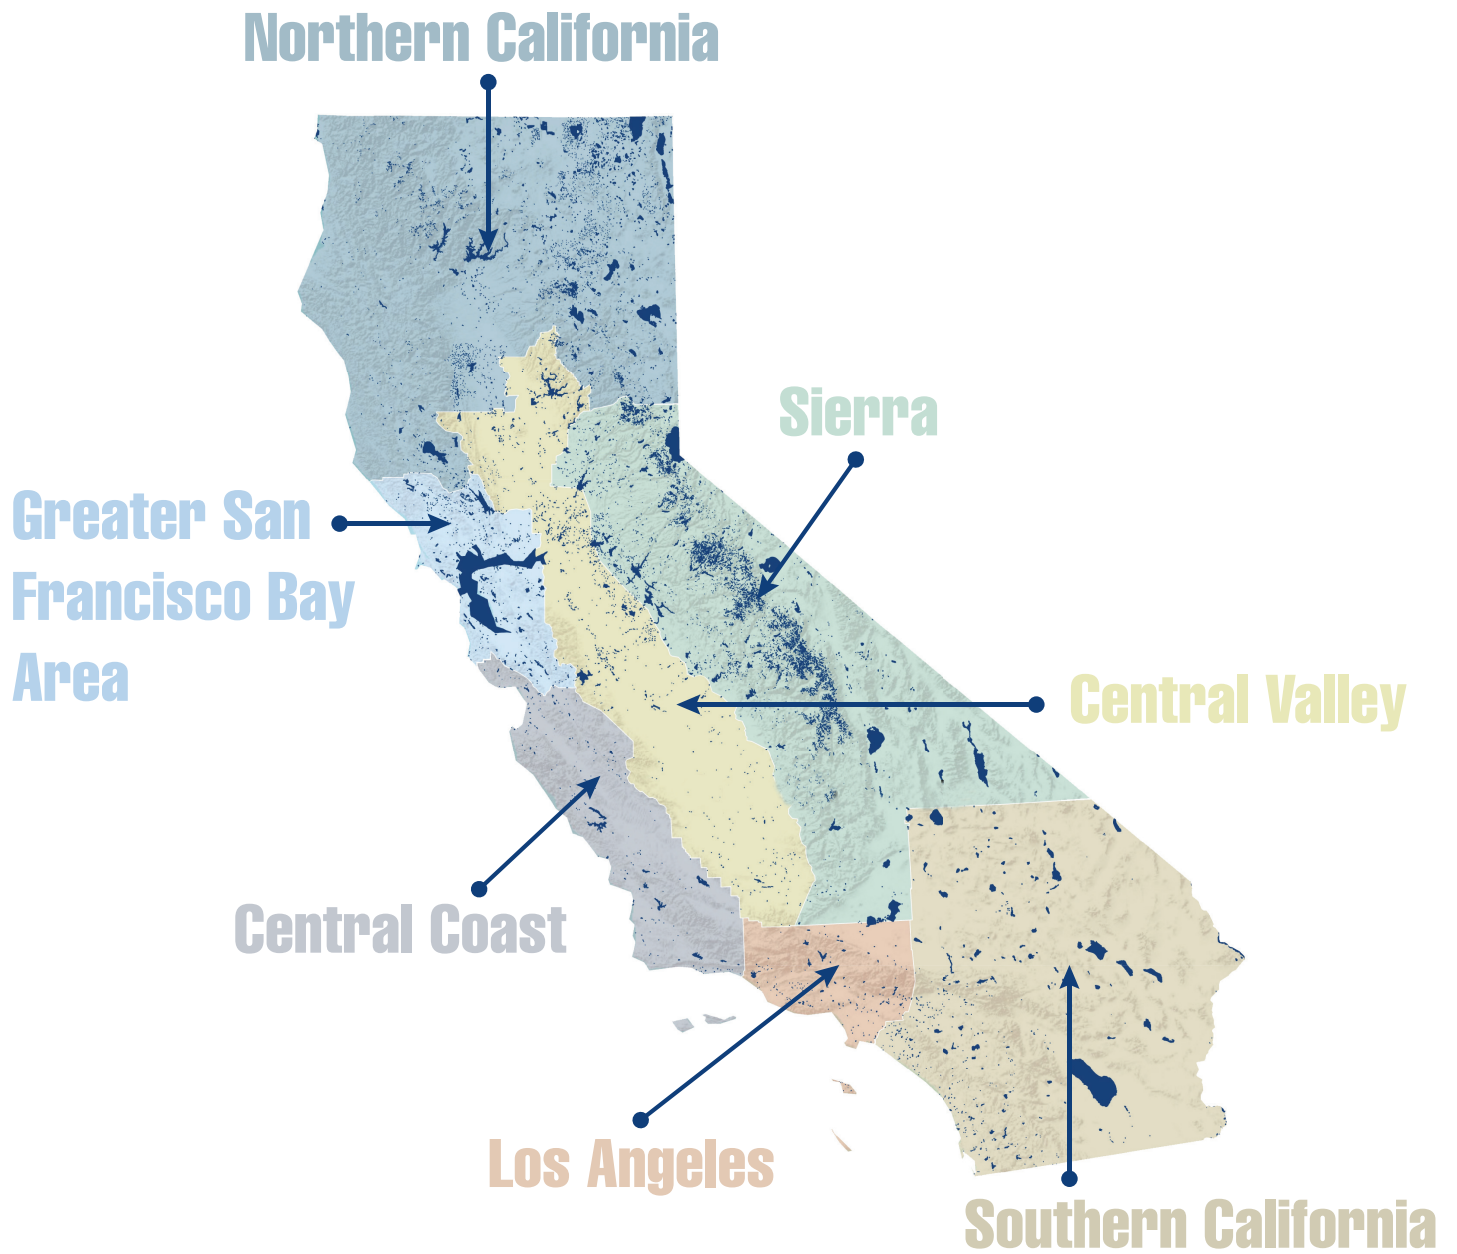 Northern California
Sierra
Greater San
Francisco Bay
Area
Central Valley
Central Coast
Los Angeles
Southern California